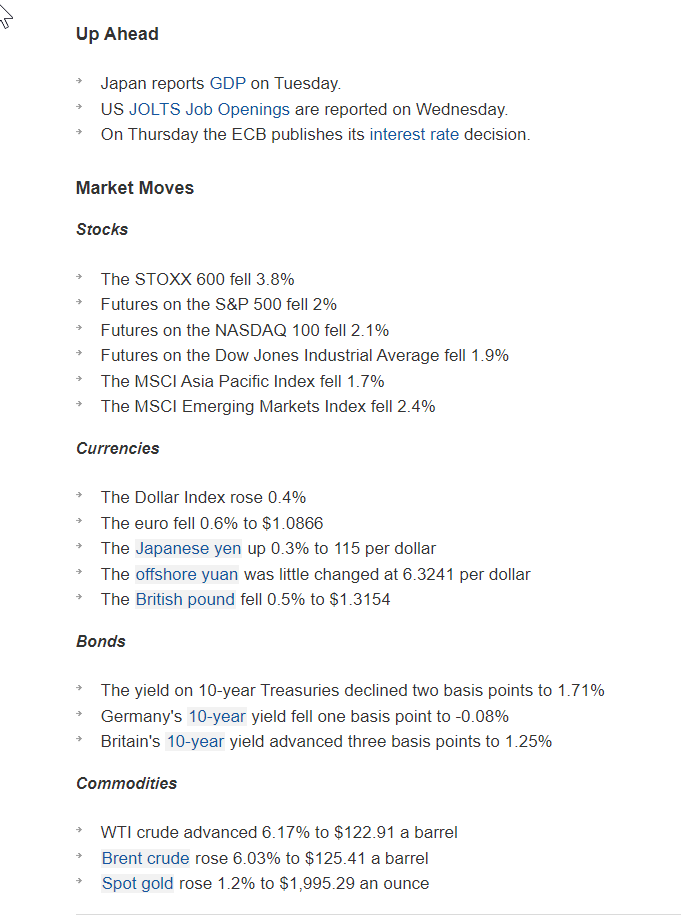 Up Ahead
Japan reports GDP on Tuesday.
US JOLTS Job Openings are reported on Wednesday.
On Thursday the ECB publishes its interest rate decision.
Market Moves
Stocks
The STOXX 600 fell 3.8%
Futures on the S&P 500 fell 2%
Futures on the NASDAQ 100 fell 2.1%
Futures on the Dow Jones Industrial Average fell 1.9%
The MSCI Asia Pacific Index fell 1.7%
The MSCI Emerging Markets Index fell 2.4%
Currencies
The Dollar Index rose 0.4%
The euro fell 0.6% to $1.0866
The Japanese yen up 0.3% to 115 per dollar
The offshore yuan was little changed at 6.3241 per dollar
The British pound fell 0.5% to $1.3154
Bonds
The yield on 10-year Treasuries declined two basis points to 1.71%
Germany's 10-year yield fell one basis point to -0.08%
Britain's 10-year yield advanced three basis points to 1.25%
Commodities
WTI crude advanced 6.17% to $122.91 a barrel
Brent crude rose 6.03% to $125.41 a barrel
Spot gold rose 1.2% to $1,995.29 an ounce